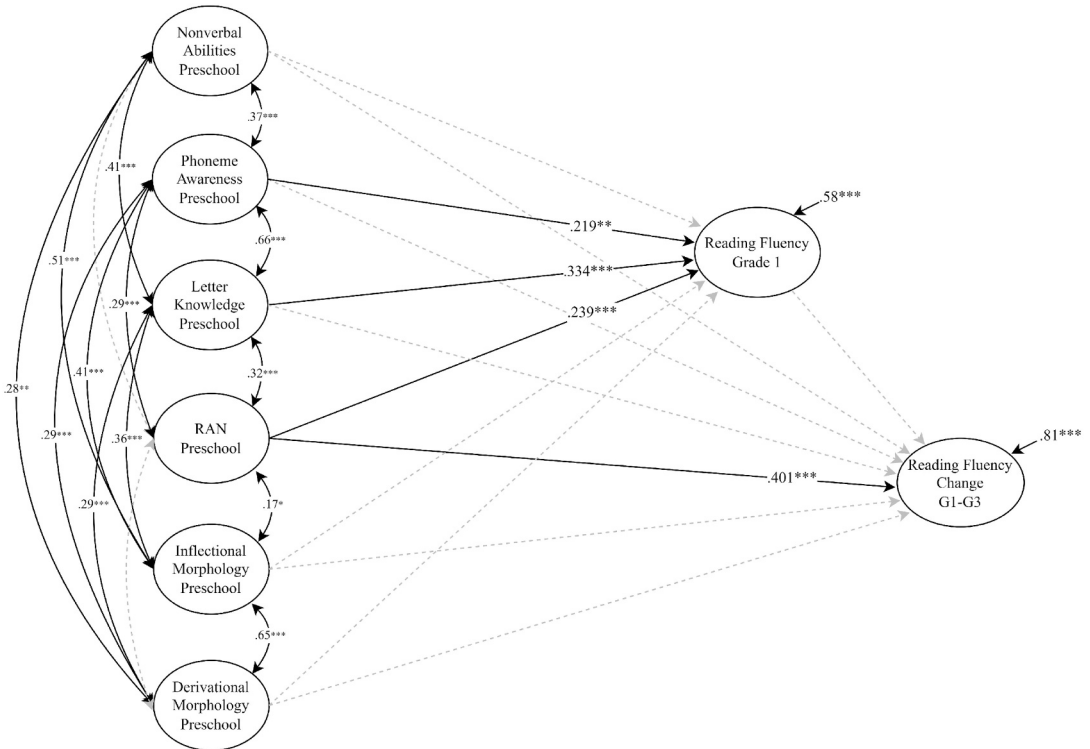 Nonverbal
Abilities
Preschool
.37***
Phoneme
Awareness
Preschool
.41***
.219**
.58***
.66***
Reading Fluency
Grade 1
.51***
Letter
Knowledge
Preschool
.334***
.29***
.239***
.32***
.28**
.41***
RAN
Preschool
.29***
.36***
.401***
.81***
Reading Fluency
Change
G1-G3
.29***
.17*
Inflectional
Morphology
Preschool
.65***
Derivational
Morphology
Preschool